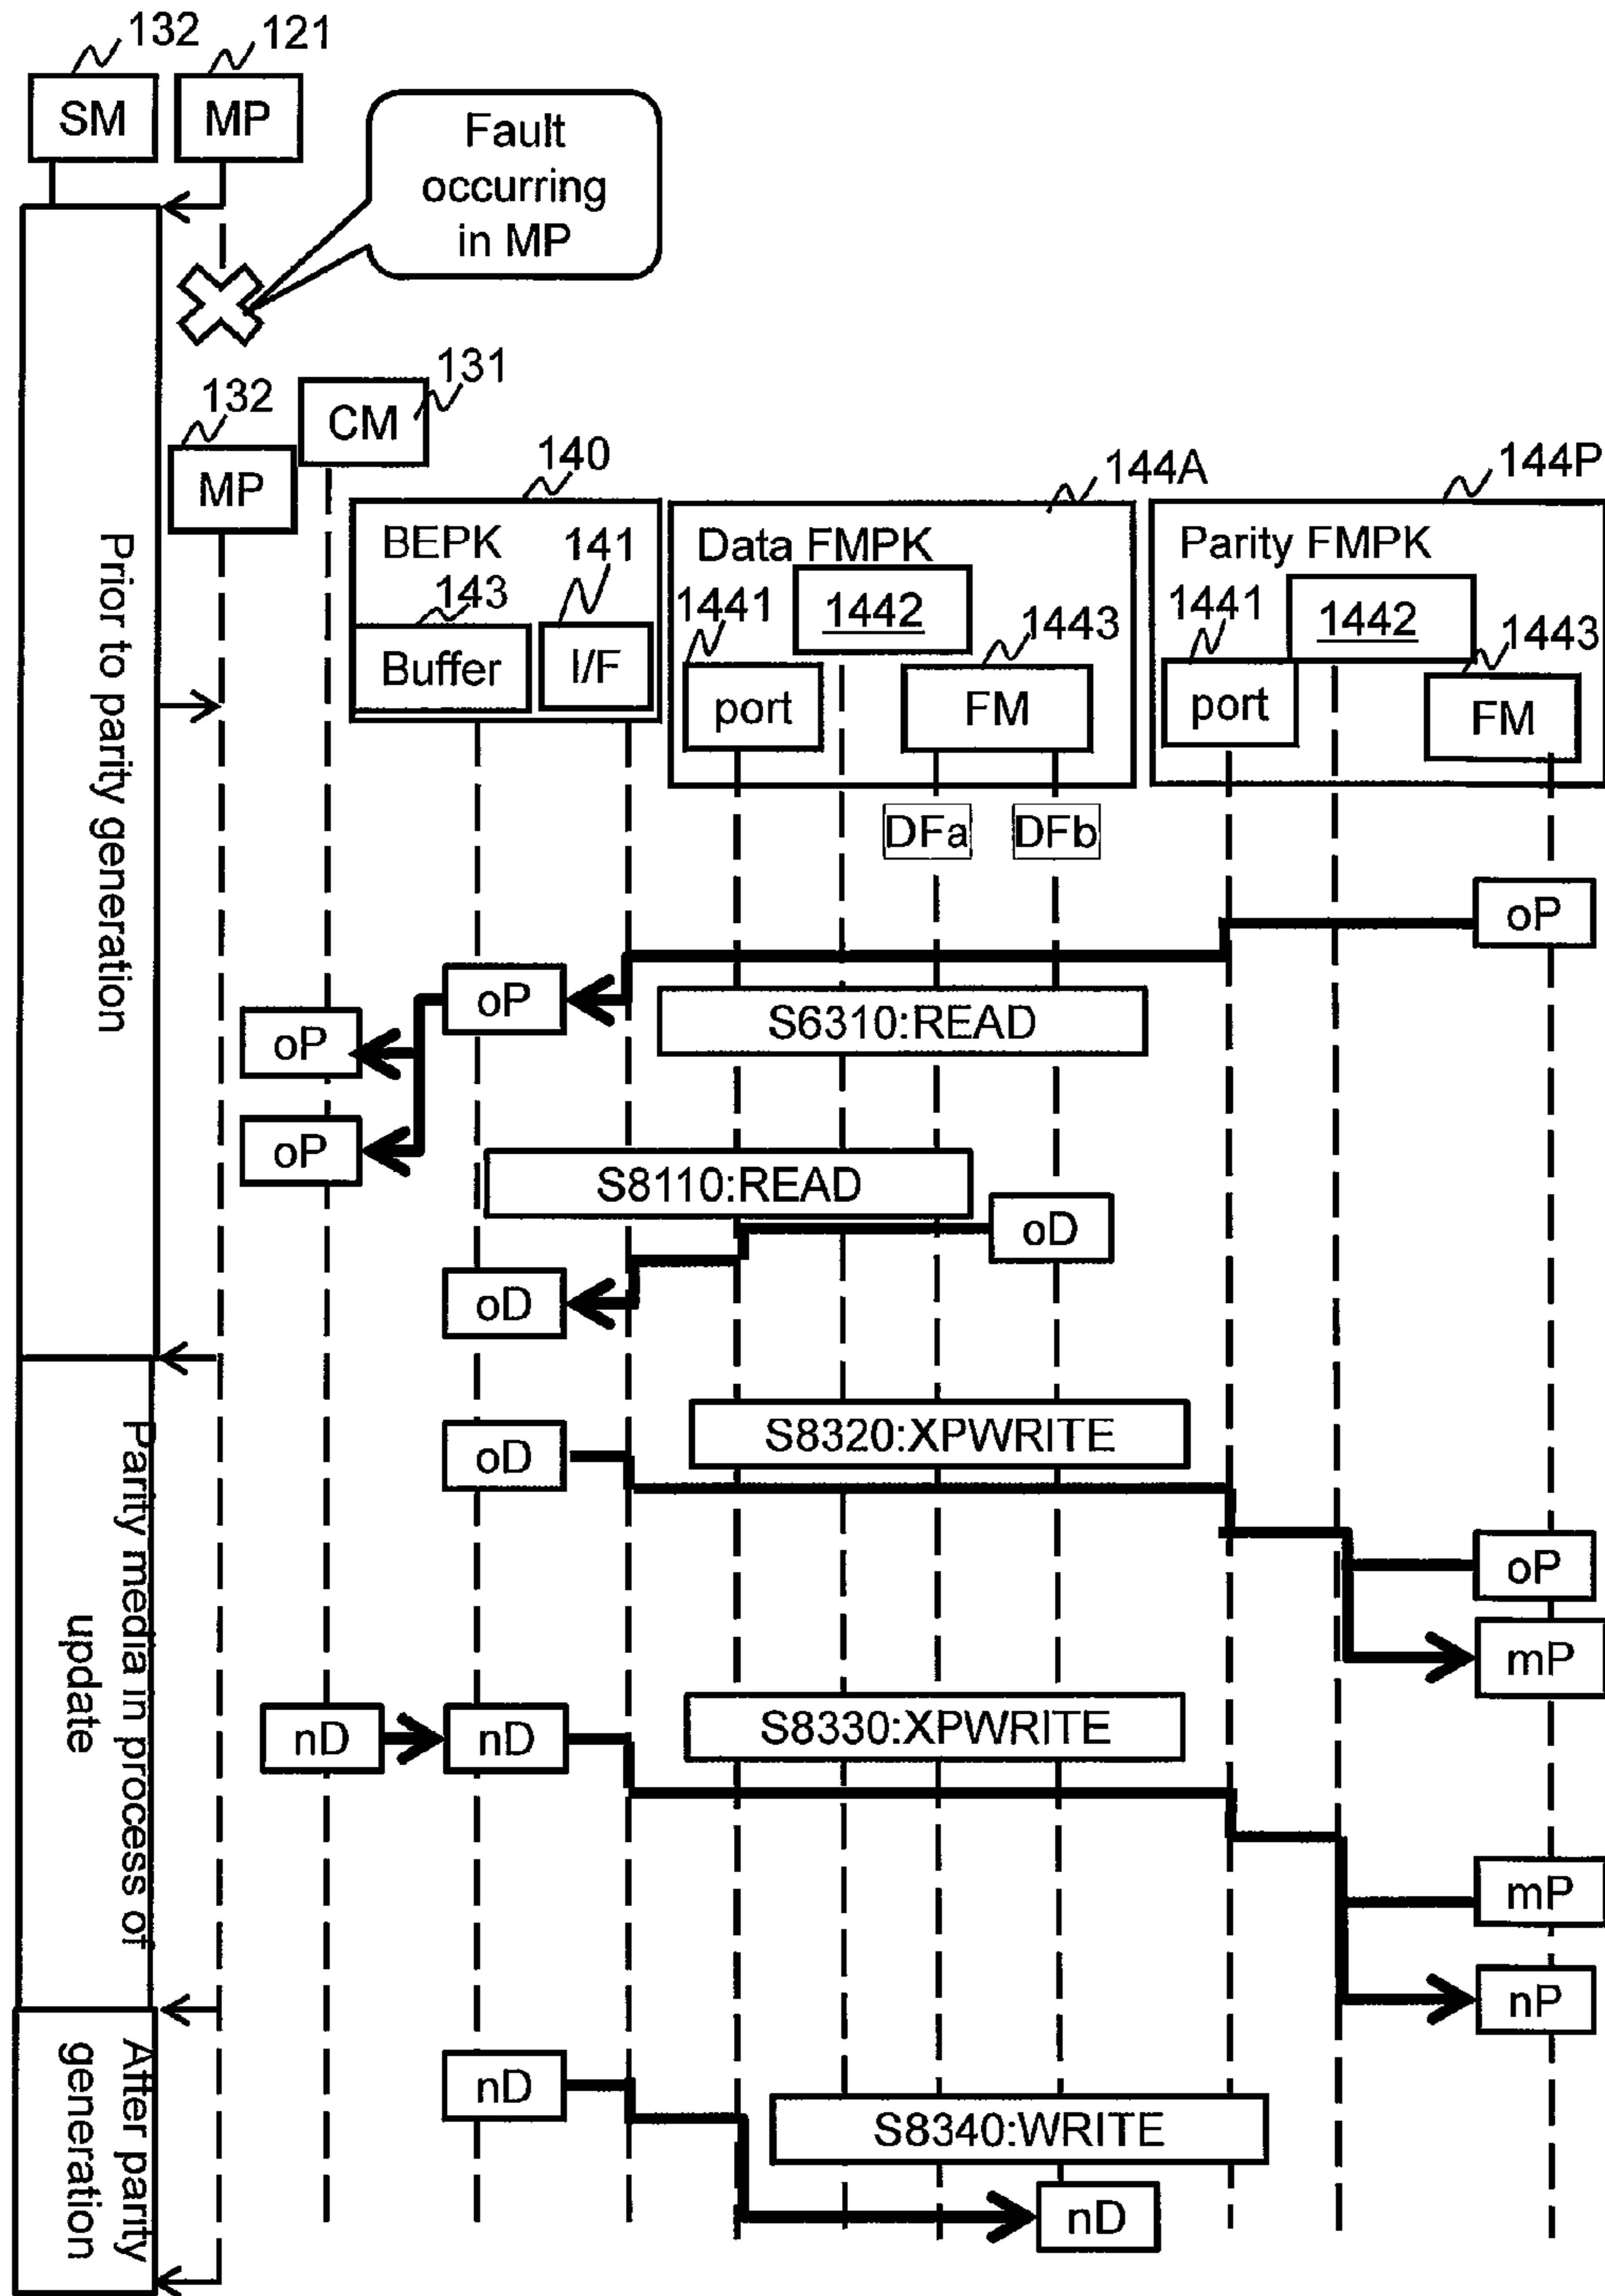 132
121
SM
MP
Fault
occurring
in MP
132
CM
131
MP
140
144A
144P
BEPK
141
Data FMPK
Parity FMPK
143
1441
1442
1443
1441
1442
1443
Buffer
I/F
port
FM
port
FM
DFa
DFb
Prior to parity generation
oP
oP
S6310:READ
oP
oP
S8110:READ
oD
oD
Parity media in process of
update
S8320:XPWRITE
oD
oP
mP
S8330:XPWRITE
nD
nD
mP
nP
After parity
generation
nD
S8340:WRITE
nD